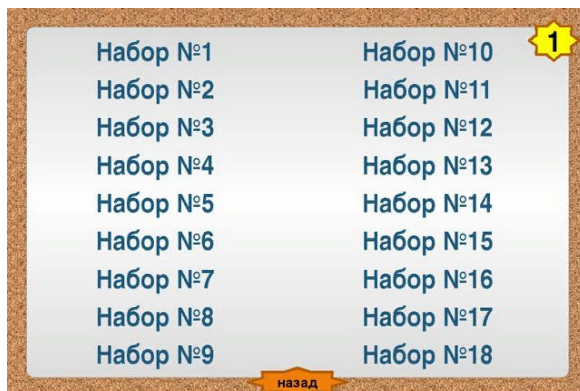 Набор №1
Набор №2
Набор №3
Набор №4
Набор №5
Набор №6
Набор №7
Набор №8
Набор №9
Набор №10
Набор №11
Набор №12
Набор №13
Набор №14
Набор №15
Набор №16
Набор №17
Набор №18
1
назад